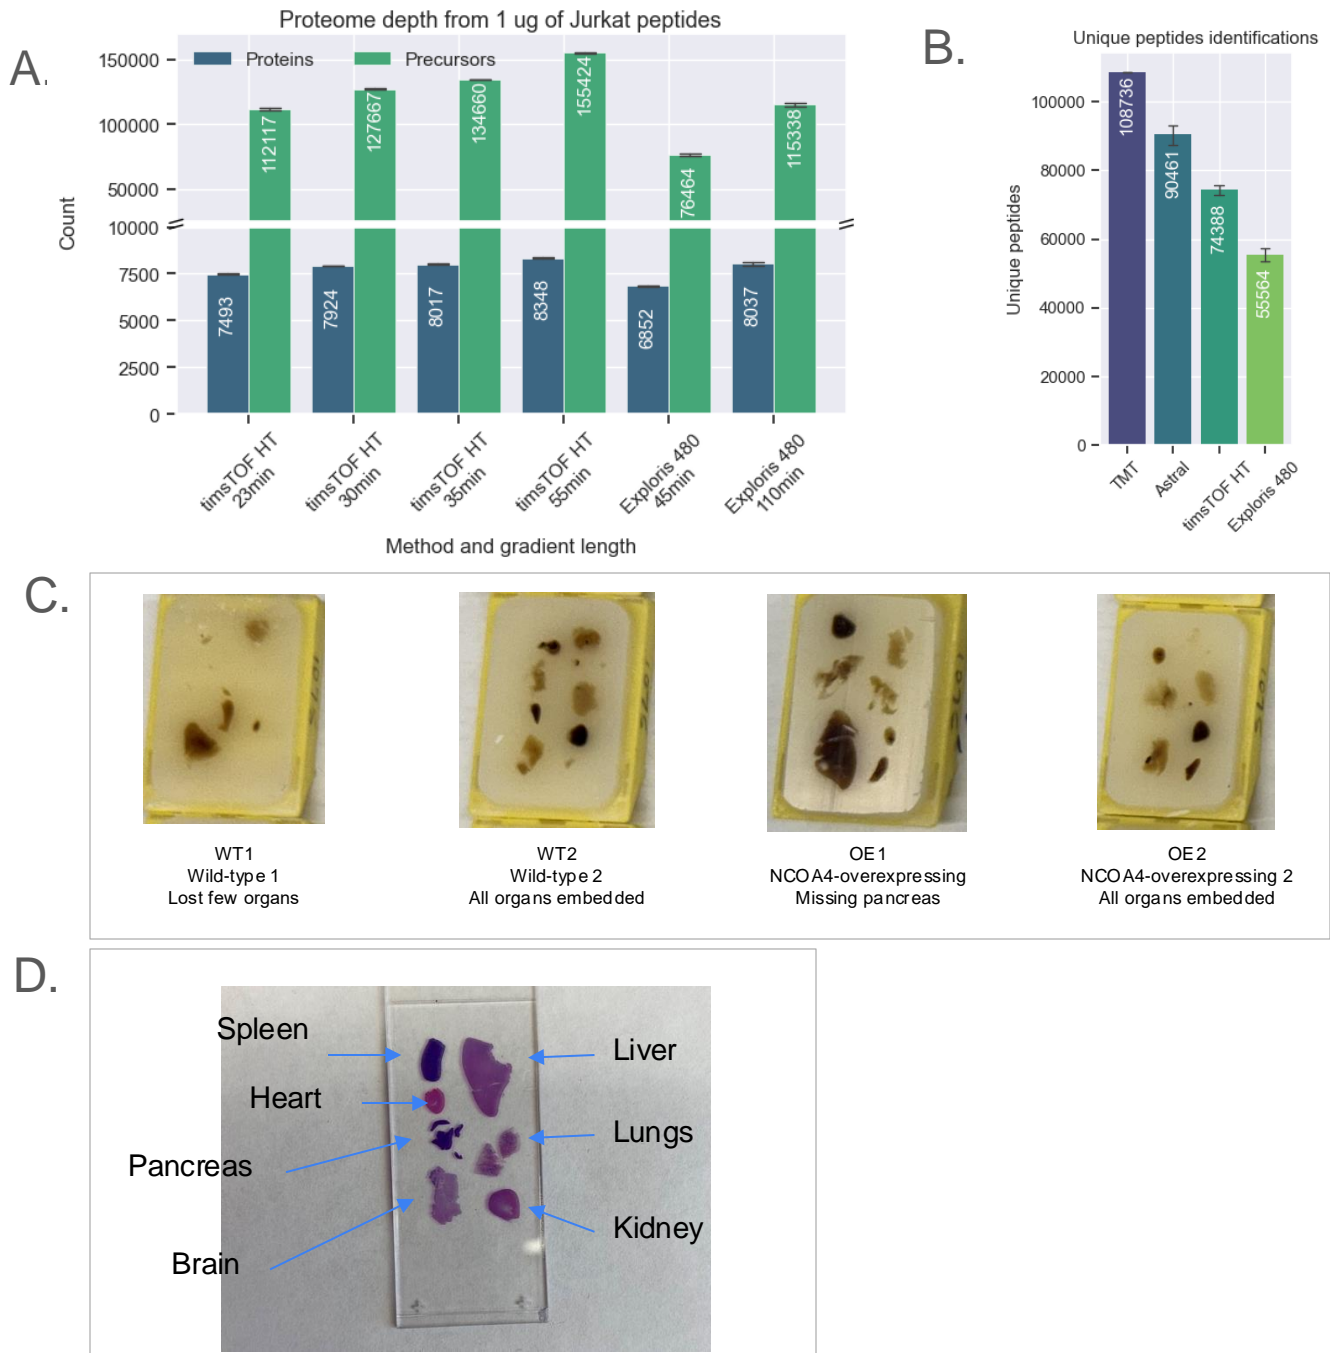 A.
Proteome depth from 1 ug of Jurkat peptides
Proteins
Precursors
150000
100000
50000
10000
7500
5000
2500
0
Count
112117
127667
134660
155424
76464
115338
7493
7924
8017
8348
6852
8037
timsTOF HT
23min
timsTOF HT
30min
timsTOF HT
35min
timsTOF HT
55min
Exploris 480
45min
Exploris 480
110min
Method and gradient length
B.
Unique peptides identifications
100000
80000
60000
40000
20000
0
Unique peptides
108736
90461
74388
55564
TMT
Astral
timsTOF HT
Exploris 480
C.
WT1
Wild-type 1
Lost few organs
WT2
Wild-type 2
All organs embedded
OE1
NCOA4-overexpressing
Missing pancreas
OE2
NCOA4-overexpressing 2
All organs embedded
D.
Spleen
Liver
Heart
Lungs
Pancreas
Kidney
Brain